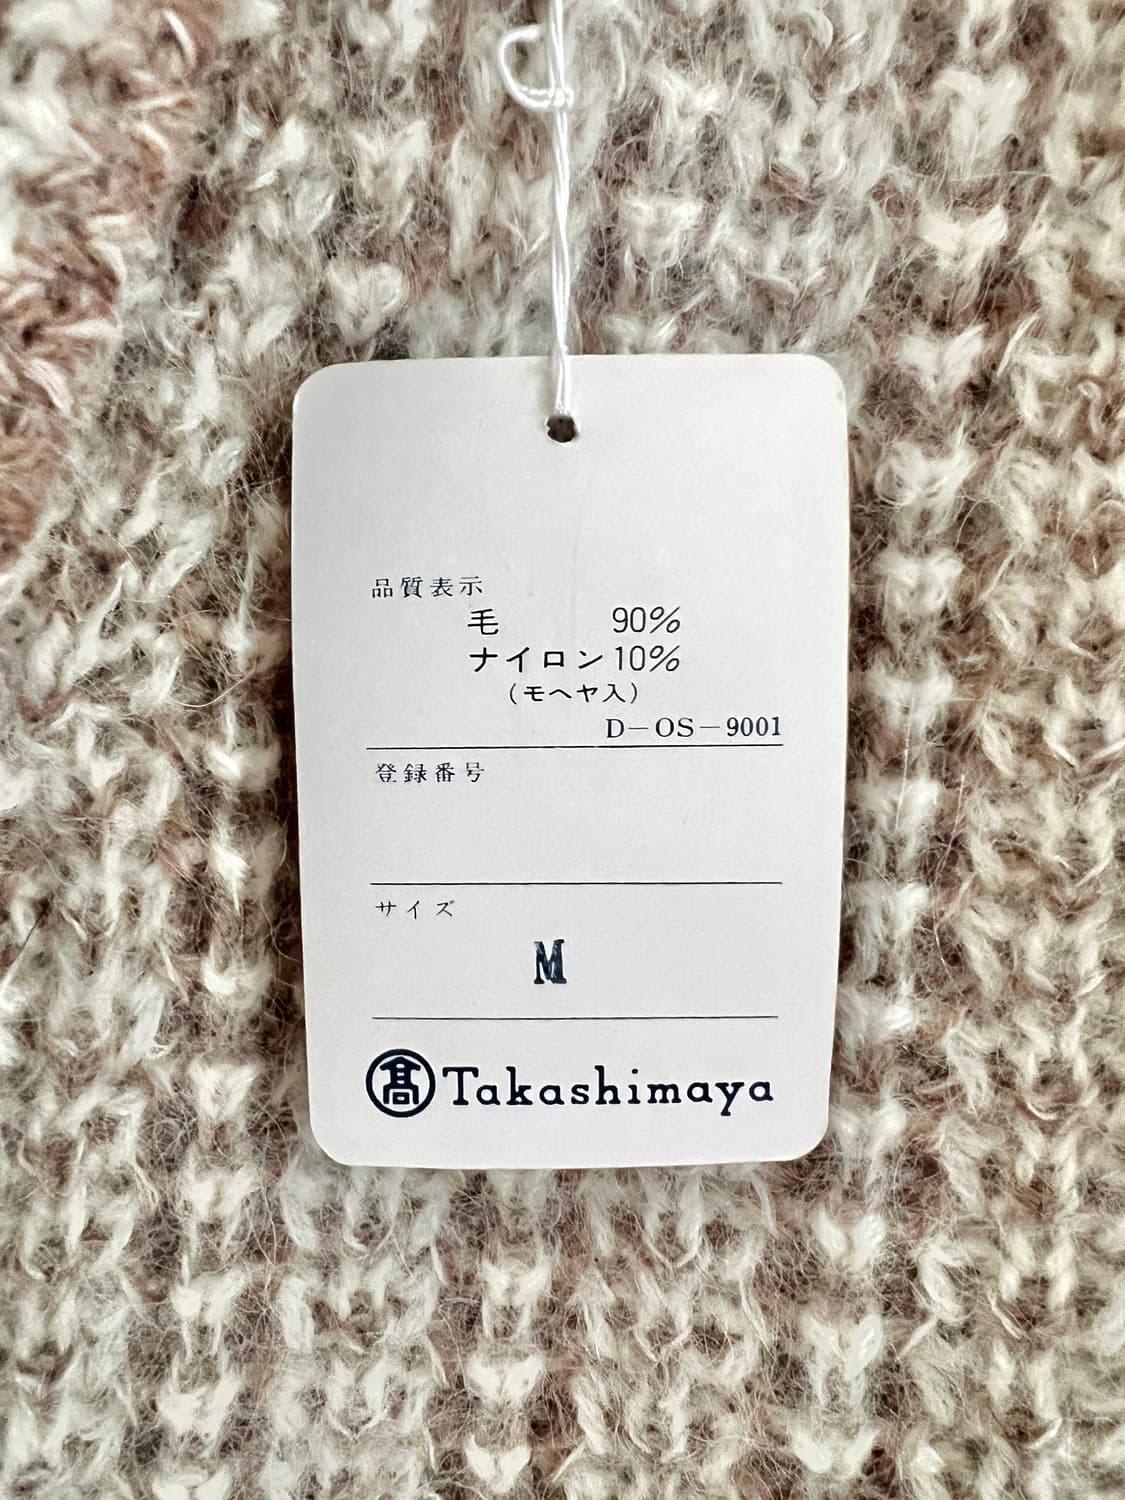 品質表示
毛 90%
ナイロン 10%
(モヘヤ入)
D-OS-9001
登録番号
サイズ
M
髙 Takashimaya